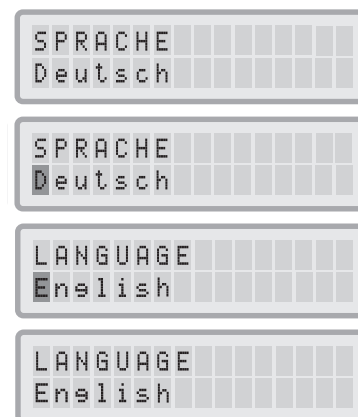 SPRACHE
Deutsch
SPRACHE
Deutsch
LANGUAGE
English
LANGUAGE
English